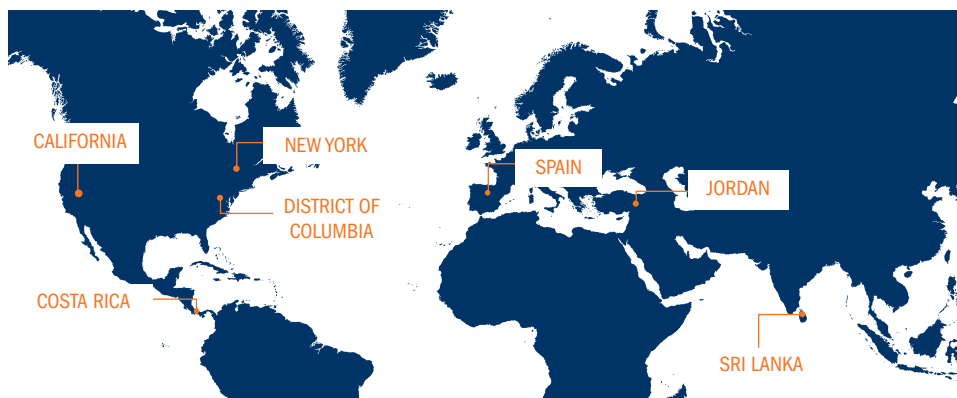 CALIFORNIA
NEW YORK
SPAIN
JORDAN
DISTRICT OF
COLUMBIA
COSTA RICA
SRI LANKA